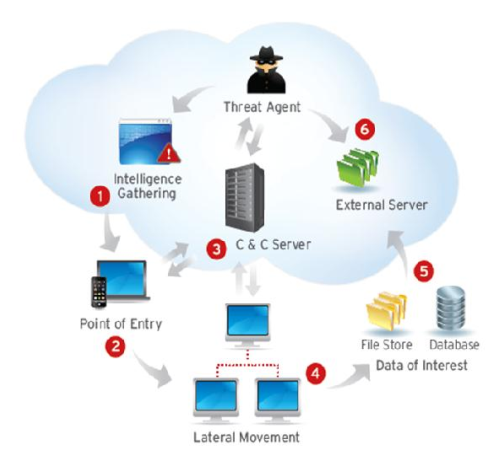 Threat Agent
6
!
Intelligence
Gathering
External Server
1
3
C & C Server
5
Point of Entry
2
File Store
Database
Data of Interest
4
Lateral Movement